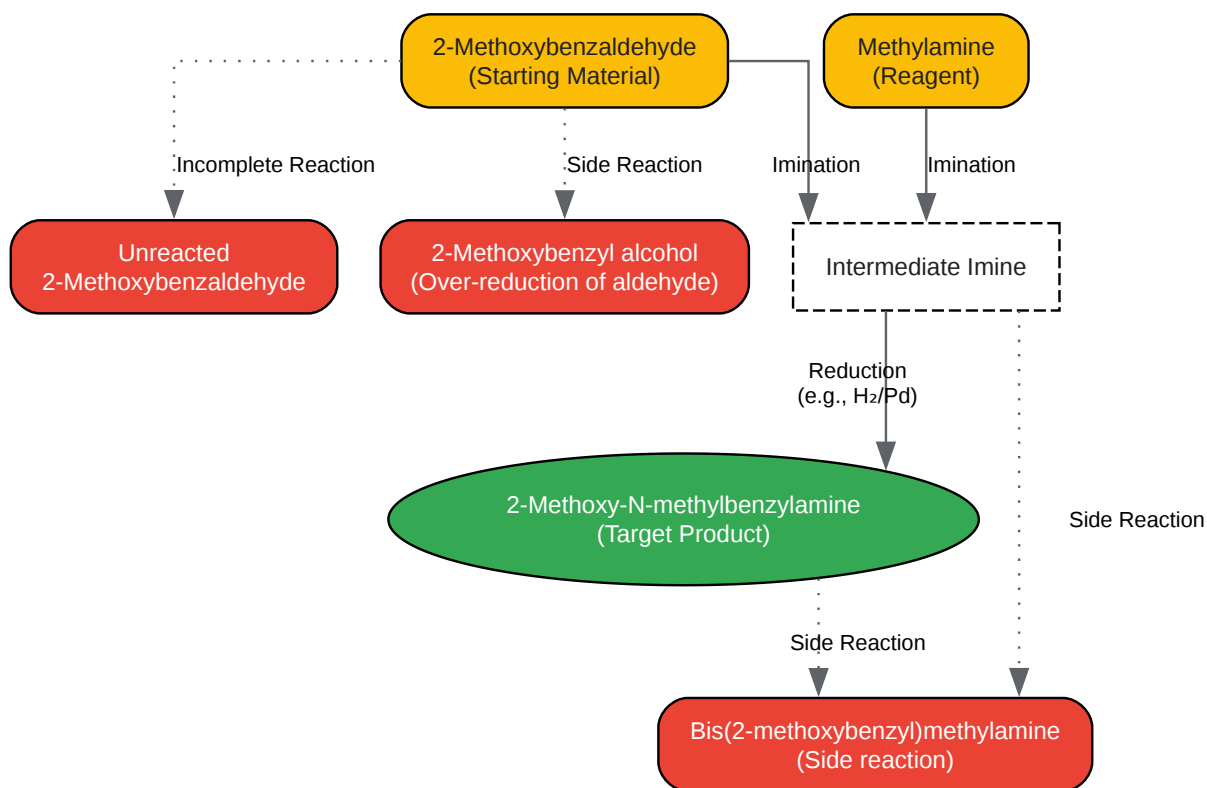 2-Methoxybenzaldehyde
(Starting Material)
Methylamine
(Reagent)
Incomplete Reaction
Side Reaction
Imination
Imination
Unreacted
2-Methoxybenzaldehyde
2-Methoxybenzyl alcohol
(Over-reduction of aldehyde)
Intermediate Imine
Reduction
(e.g., H₂/Pd)
2-Methoxy-N-methylbenzylamine
(Target Product)
Side Reaction
Side Reaction
Bis(2-methoxybenzyl)methylamine
(Side reaction)